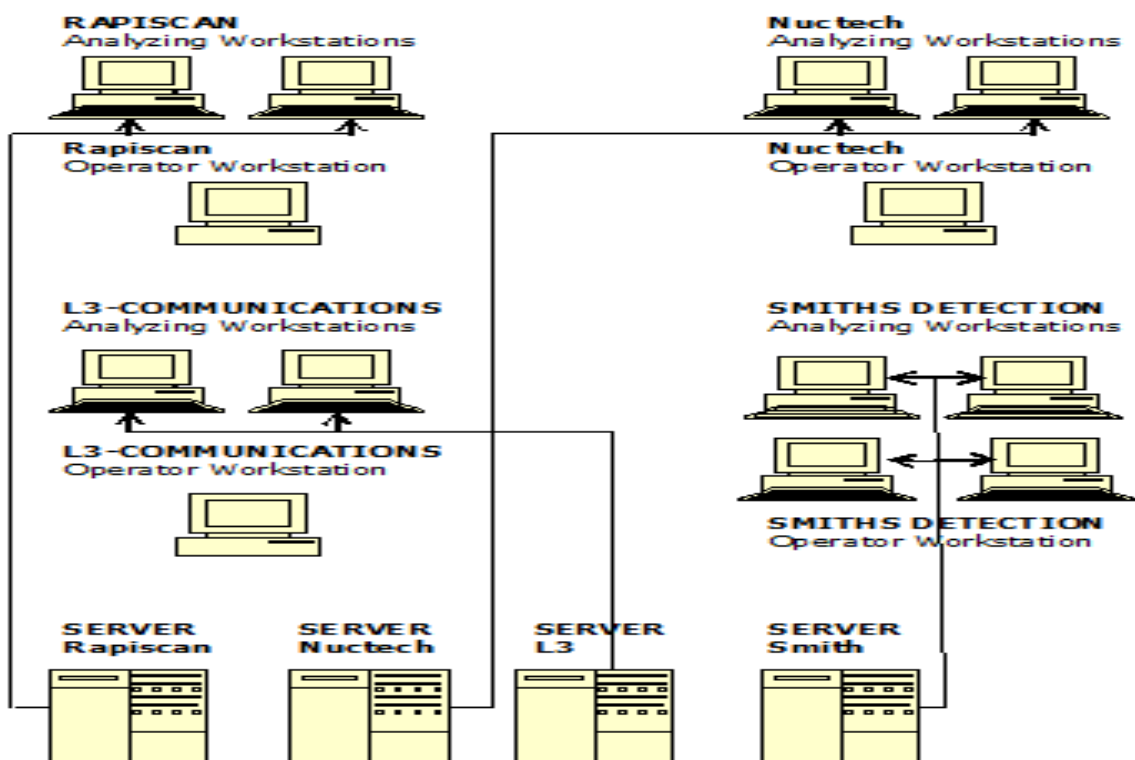 RAPISCAN
Analyzing Workstations
Nuctech
Analyzing Workstations
Rapiscan
Operator Workstation
Nuctech
Operator Workstation
L3-COMMUNICATIONS
Analyzing Workstations
SMITHS DETECTION
Analyzing Workstations
L3-COMMUNICATIONS
Operator Workstation
SMITHS DETECTION
Operator Workstation
SERVER
Rapiscan
SERVER
Nuctech
SERVER
L3
SERVER
Smith